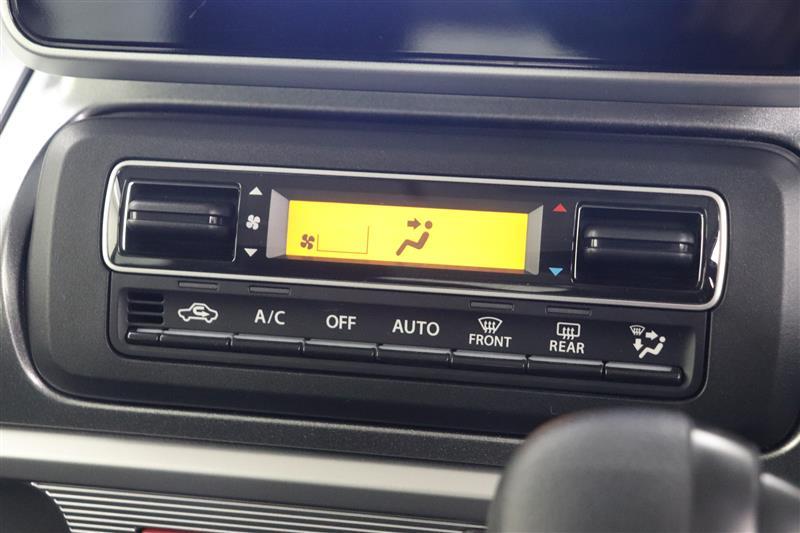 A/C OFF AUTO FRONT REAR